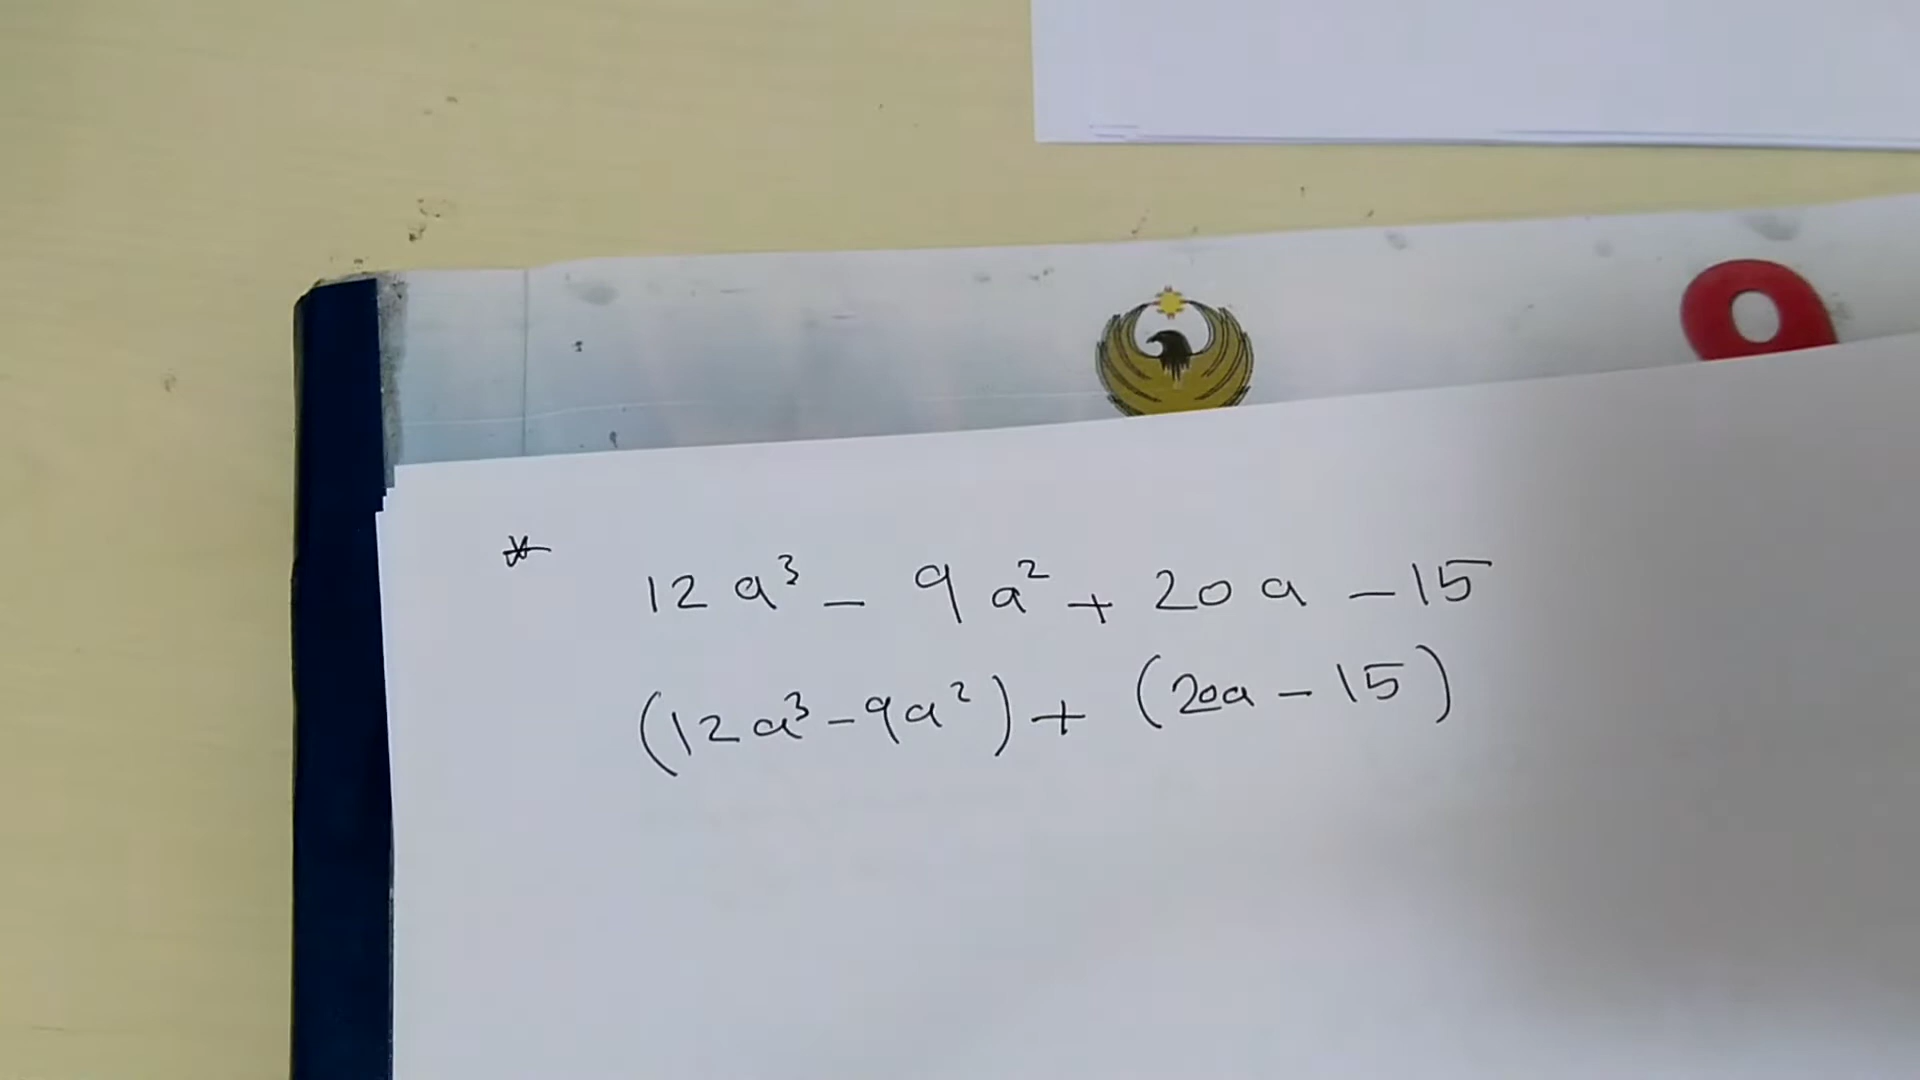 * 12a³ - 9a² + 20a - 15
(12a³ - 9a²) + (20a - 15)